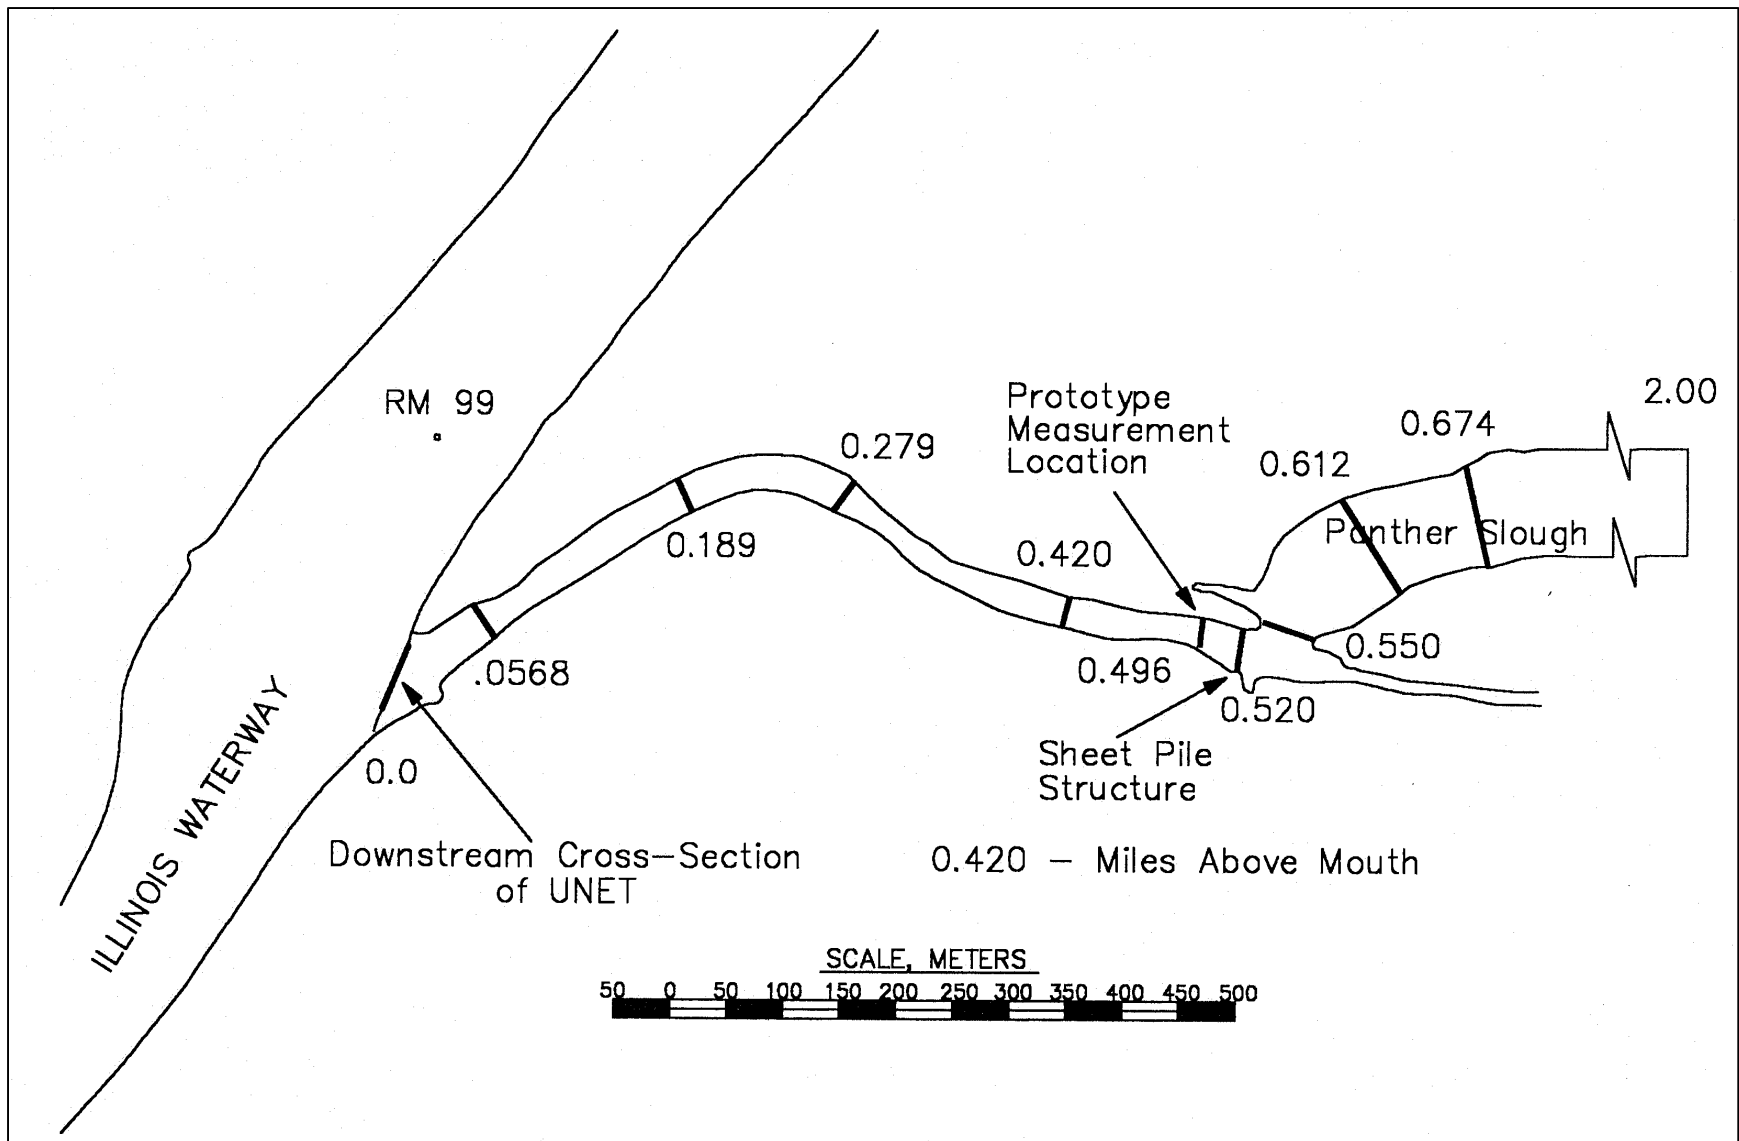 2.00
RM 99
Prototype
Measurement
Location
0.674
0.279
0.612
Panther Slough
0.189
0.420
.0568
0.496
0.550
0.520
0.0
Sheet Pile
Structure
ILLINOIS WATERWAY
Downstream Cross-Section
of UNET
0.420 - Miles Above Mouth
SCALE, METERS
50 0 50 100 150 200 250 300 350 400 450 500